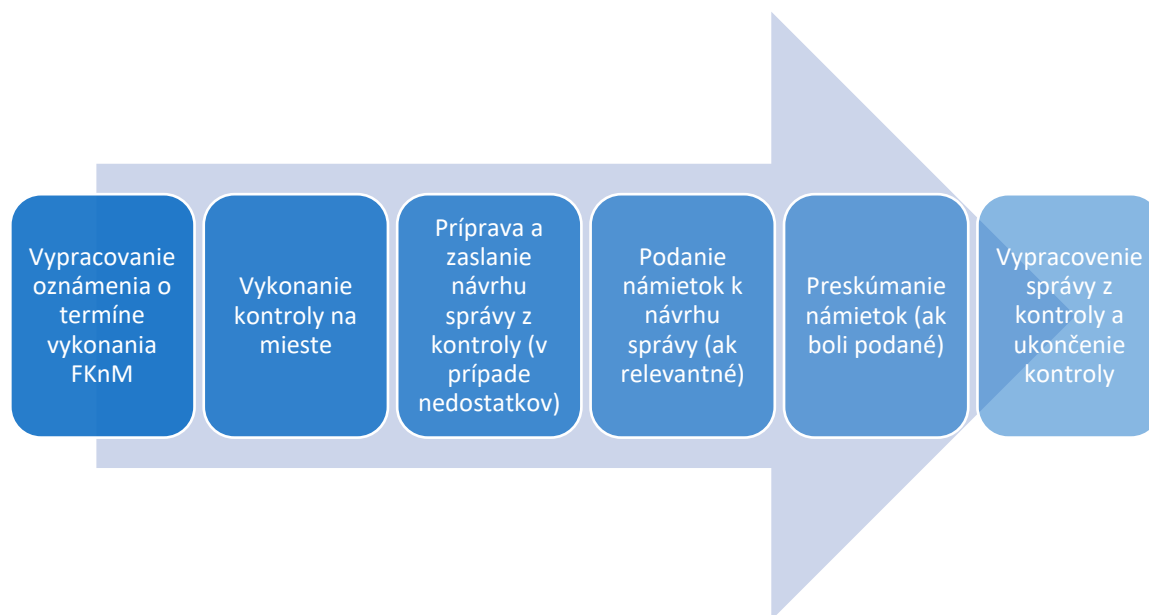 Vypracovanie
oznámenia o
termíne
vykonania
FKnM
Vykonanie
kontroly na
mieste
Príprava a
zaslanie
návrhu
správy z
kontroly (v
prípade
nedostatkov)
Podanie
námietok k
návrhu
správy (ak
relevantné)
Preskúmanie
námietok (ak
boli podané)
Vypracovenie
správy z
kontroly a
ukončenie
kontroly